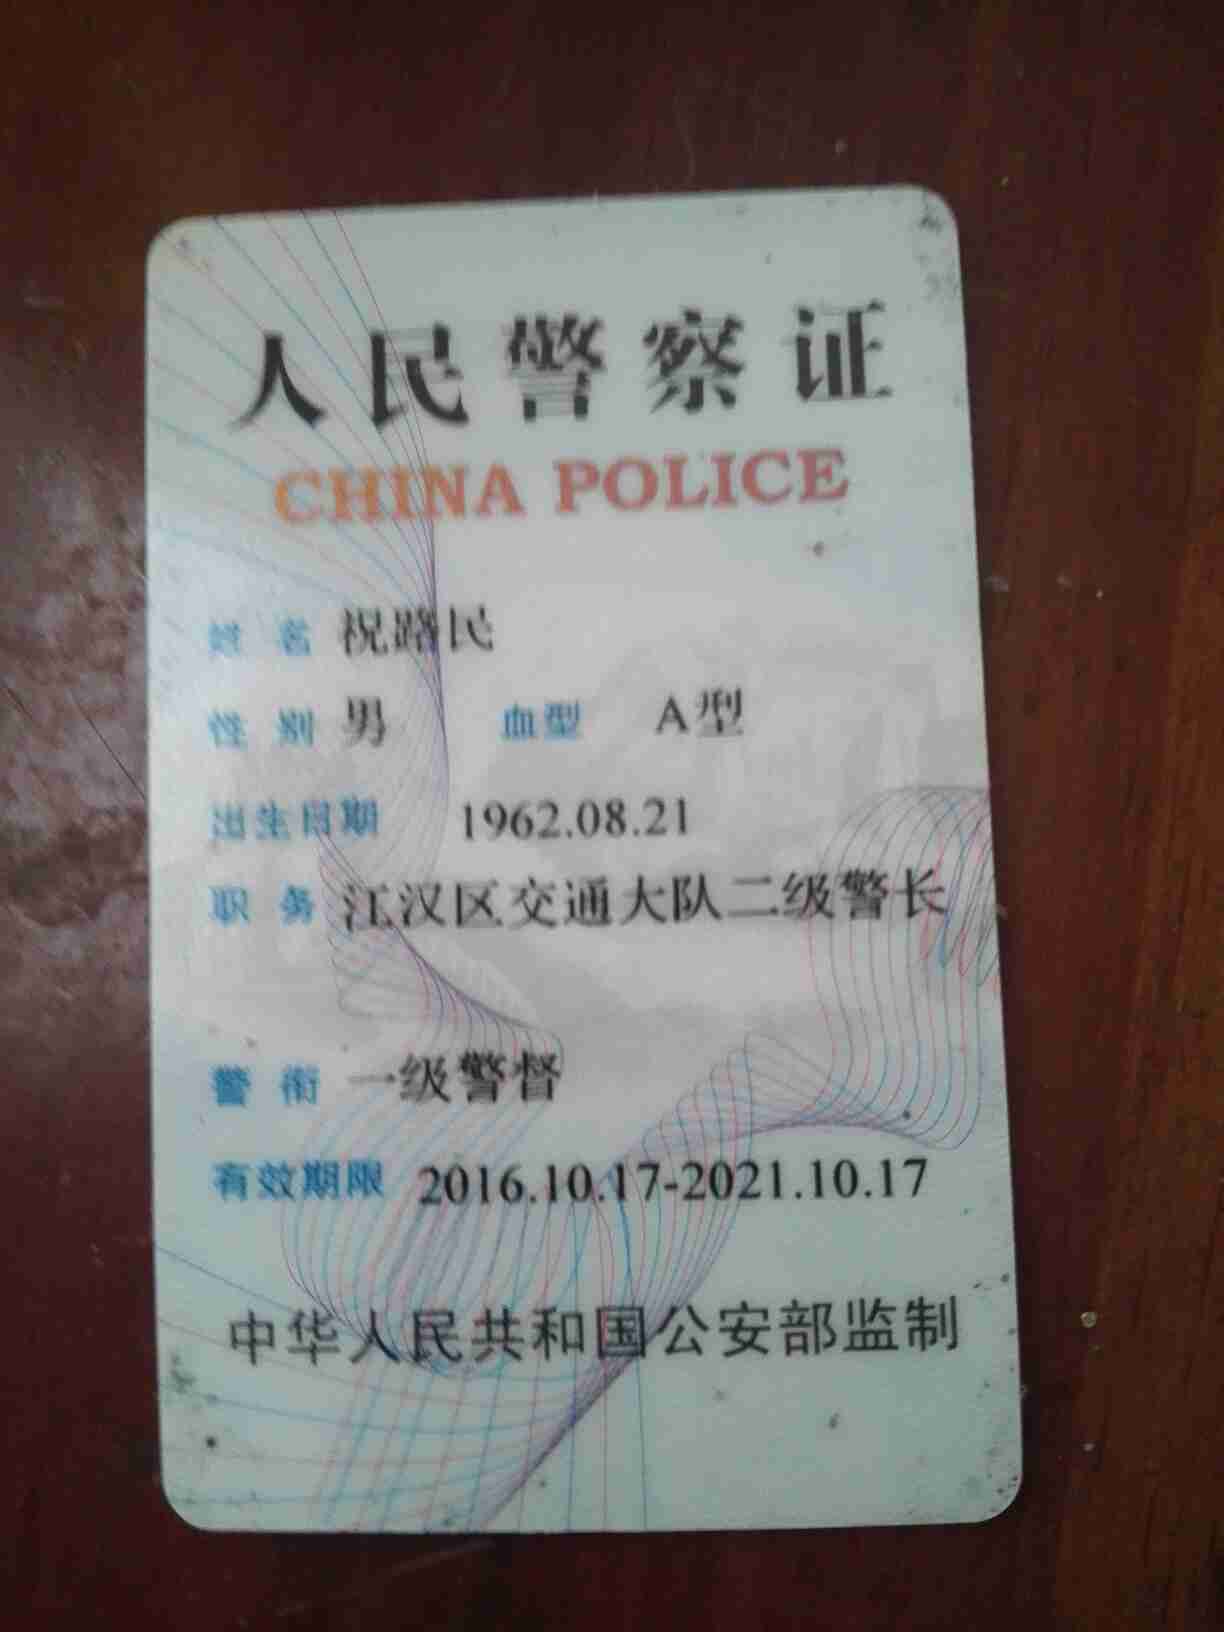 人民警察证
CHINA POLICE
姓名 祝路民
性别 男 血型 A型
出生日期 1962.08.21
职务 江汉区交通大队二级警长
警衔 一级警督
有效期限 2016.10.17-2021.10.17
中华人民共和国公安部监制